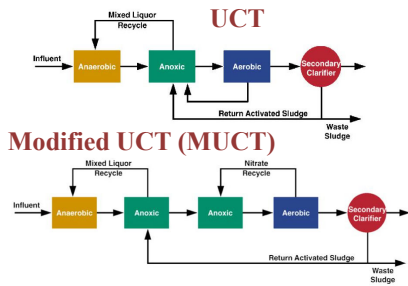 UCT
Mixed Liquor
Recycle
Influent
Anaerobic
Anoxic
Aerobic
Secondary
Clarifier
Return Activated Sludge
Waste
Sludge
Modified UCT (MUCT)
Mixed Liquor
Recycle
Nitrate
Recycle
Influent
Anaerobic
Anoxic
Anoxic
Aerobic
Secondary
Clarifier
Return Activated Sludge
Waste
Sludge